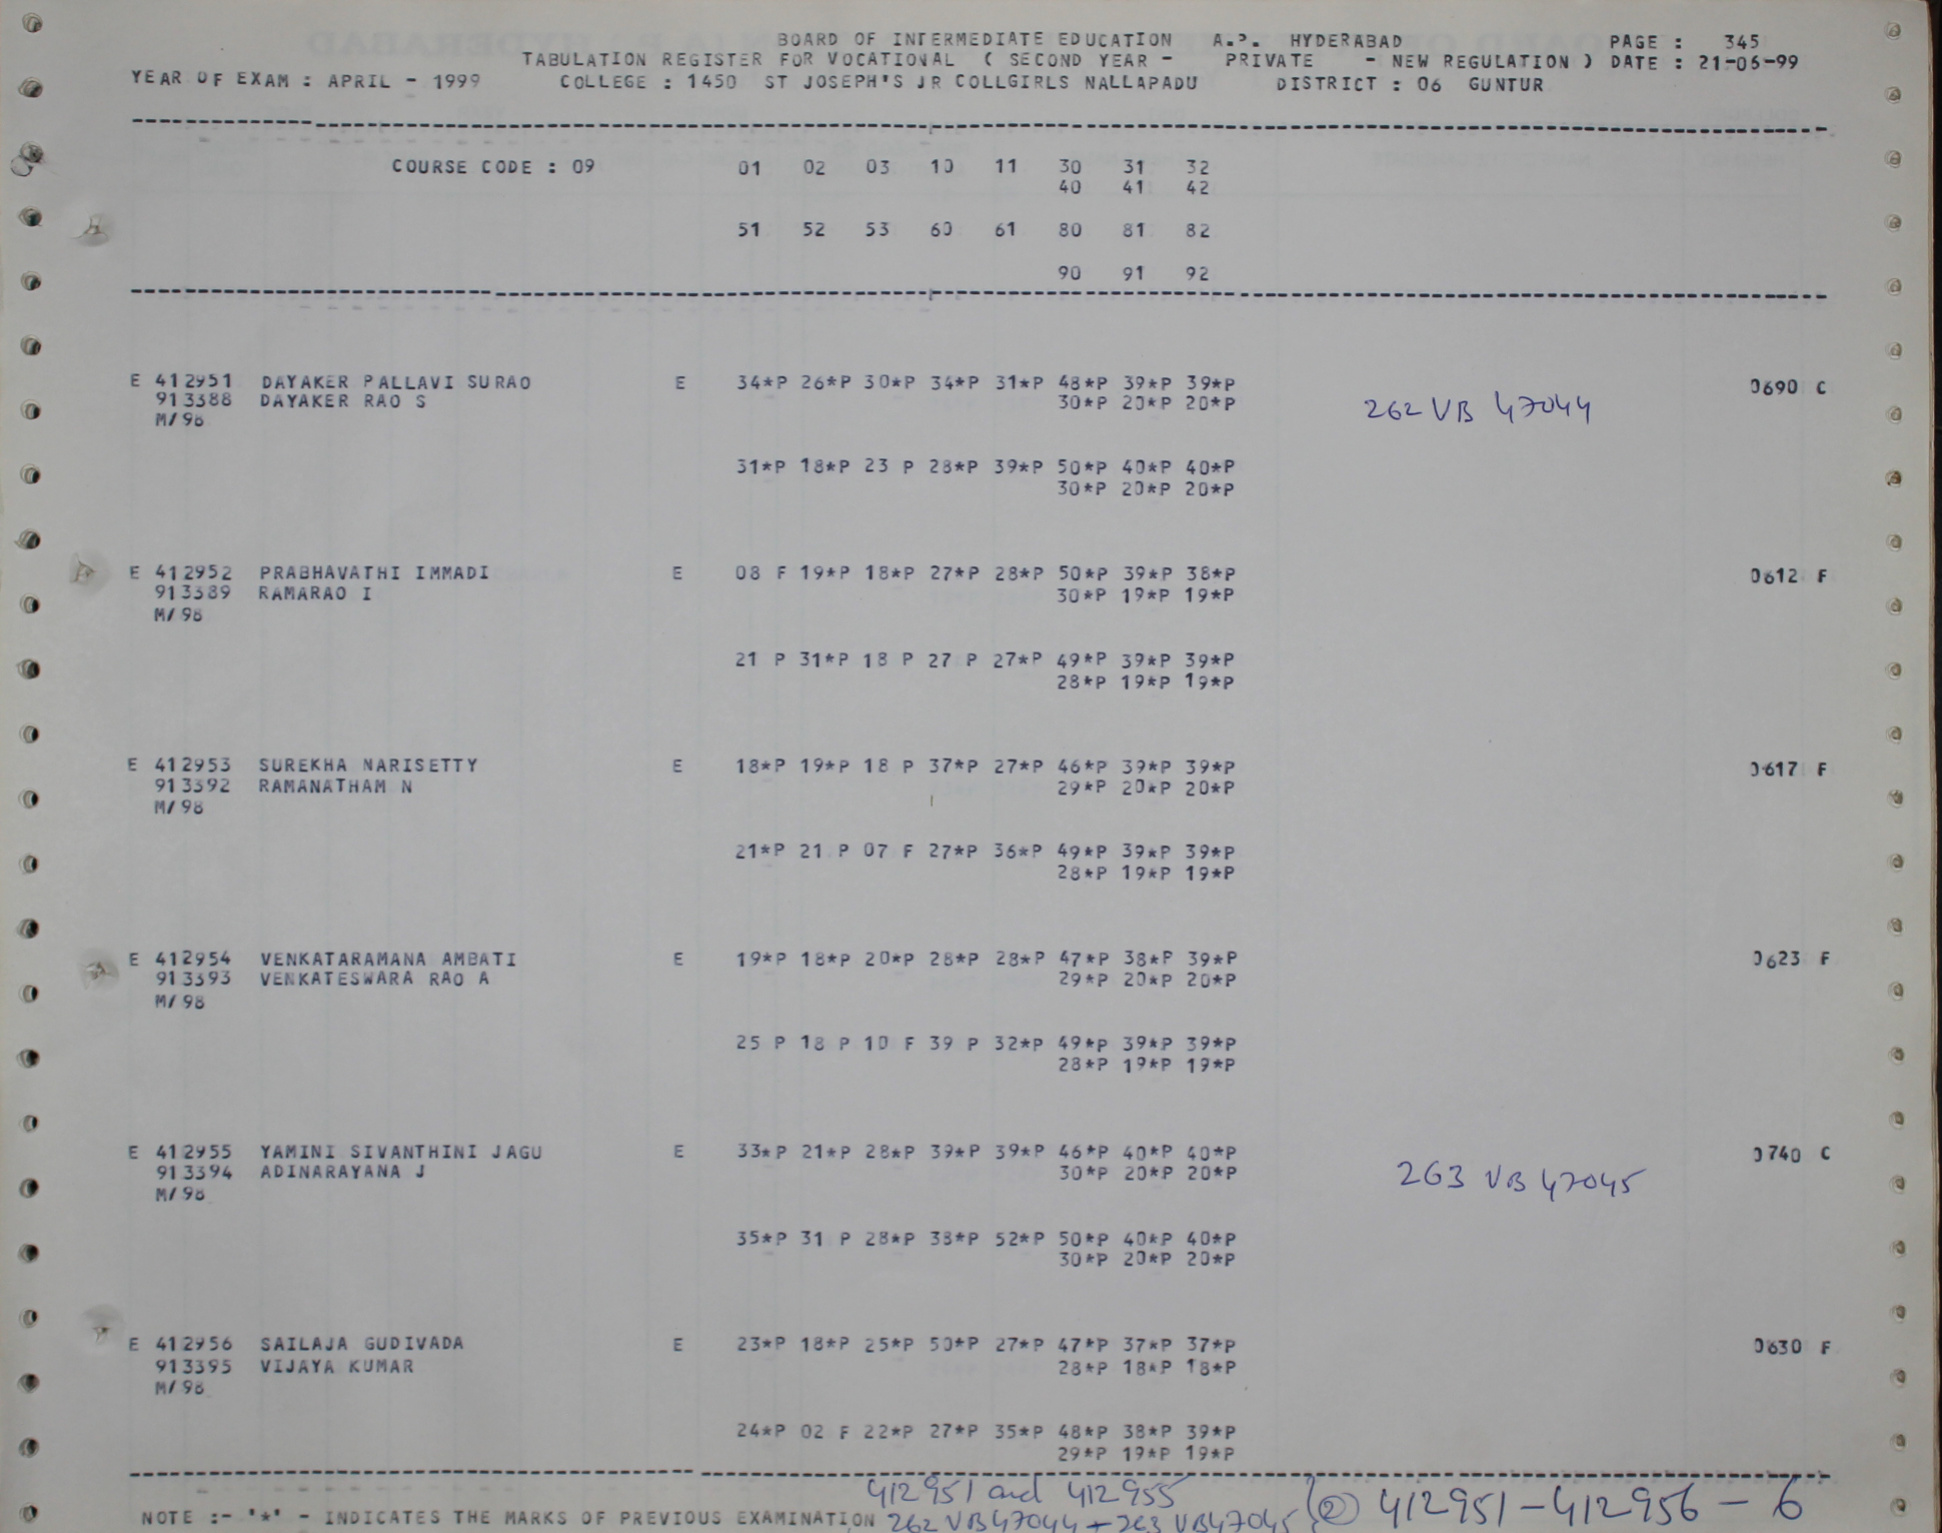 BOARD OF INTERMEDIATE EDUCATION A.P. HYDERABAD PAGE : 345
TABULATION REGISTER FOR VOCATIONAL ( SECOND YEAR - PRIVATE - NEW REGULATION ) DATE : 21-06-99
YEAR OF EXAM : APRIL - 1999 COLLEGE : 1450 ST JOSEPH'S JR COLLGIRLS NALLAPADU DISTRICT : 06 GUNTUR
COURSE CODE : 09 01 02 03 10 11 30 31 32
40 41 42
51 52 53 60 61 80 81 82
90 91 92
E 412951 DAYAKER PALLAVI SURAO E 34*P 26*P 30*P 34*P 31*P 48*P 39*P 39*P 0690 C
913388 DAYAKER RAO S 30*P 20*P 20*P 262 VB 47044
M/98
31*P 18*P 23 P 28*P 39*P 50*P 40*P 40*P
30*P 20*P 20*P
E 412952 PRABHAVATHI IMMADI E 08 F 19*P 18*P 27*P 28*P 50*P 39*P 38*P 0612 F
913389 RAMARAO I 30*P 19*P 19*P
M/98
21 P 31*P 18 P 27 P 27*P 49*P 39*P 39*P
28*P 19*P 19*P
E 412953 SUREKHA NARISETTY E 18*P 19*P 18 P 37*P 27*P 46*P 39*P 39*P 0617 F
913392 RAMANATHAM N 29*P 20*P 20*P
M/98
21*P 21 P 07 F 27*P 36*P 49*P 39*P 39*P
28*P 19*P 19*P
E 412954 VENKATARAMANA AMBATI E 19*P 18*P 20*P 28*P 28*P 47*P 38*P 39*P 0623 F
913393 VENKATESWARA RAO A 29*P 20*P 20*P
M/98
25 P 18 P 10 F 39 P 32*P 49*P 39*P 39*P
28*P 19*P 19*P
E 412955 YAMINI SIVANTHINI JAGU E 33*P 21*P 28*P 39*P 39*P 46*P 40*P 40*P 0740 C
913394 ADINARAYANA J 30*P 20*P 20*P 263 VB 47045
M/98
35*P 31 P 28*P 38*P 52*P 50*P 40*P 40*P
30*P 20*P 20*P
E 412956 SAILAJA GUDIVADA E 23*P 18*P 25*P 50*P 27*P 47*P 37*P 37*P 0630 F
913395 VIJAYA KUMAR 28*P 18*P 18*P
M/98
24*P 02 F 22*P 27*P 35*P 48*P 38*P 39*P
29*P 19*P 19*P
412951 and 412955 412951-412956-6
NOTE :- '*' - INDICATES THE MARKS OF PREVIOUS EXAMINATION 262 VB47044 + 263 VB47045